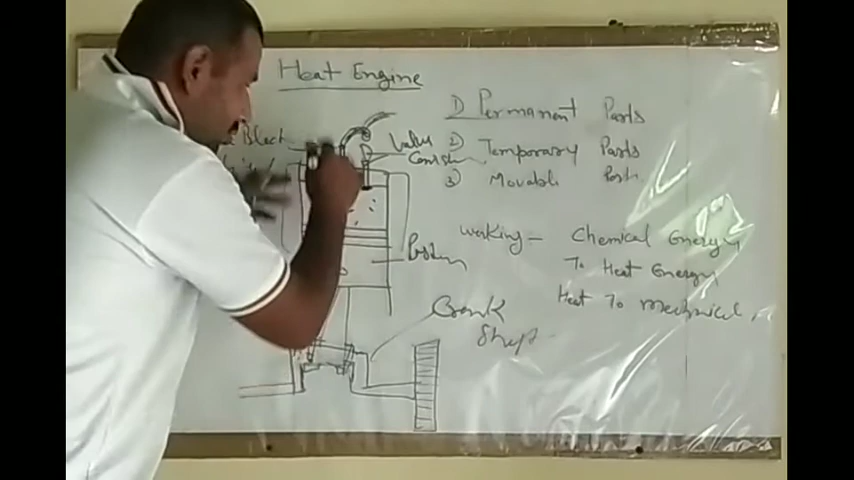 Heat Engine
1) Permanent Parts
Block
Valve
2) Temporary Parts
3) Movable Parts
Working - Chemical Energy
To Heat Energy
Heat To Mechanical
Piston
Crank
Shaft